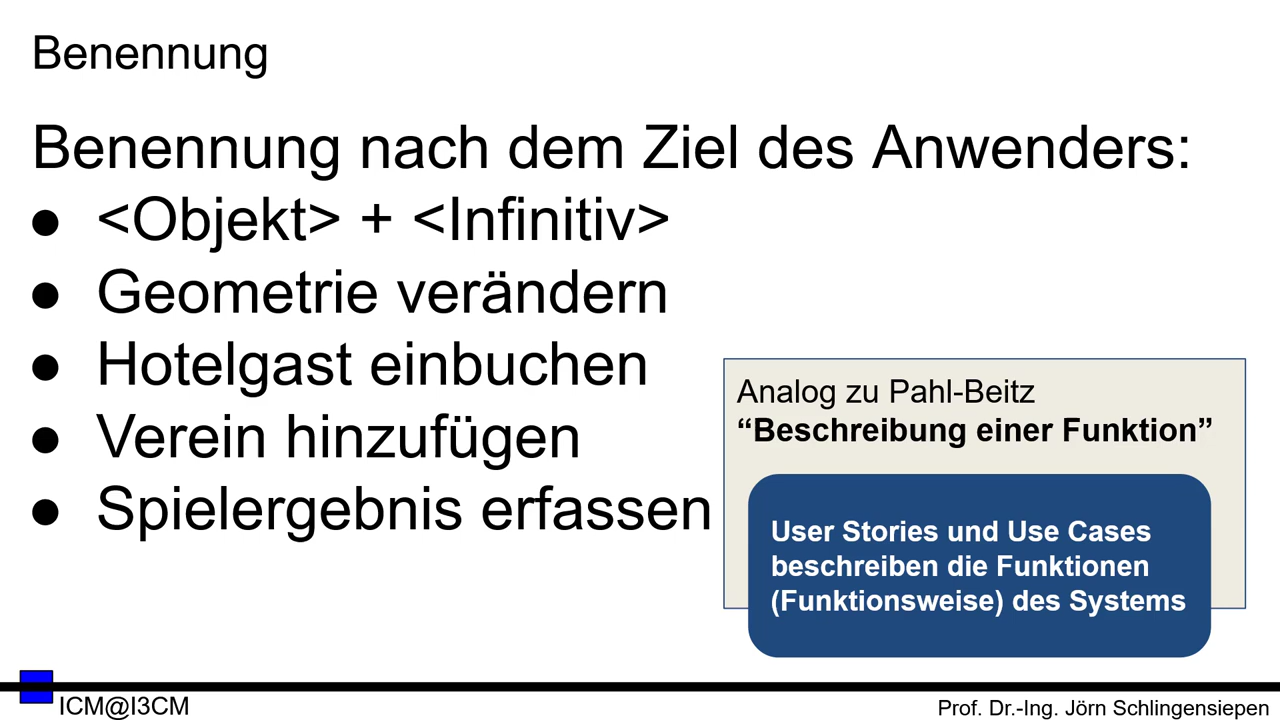 Benennung
Benennung nach dem Ziel des Anwenders:
● <Objekt> + <Infinitiv>
● Geometrie verändern
● Hotelgast einbuchen
● Verein hinzufügen
● Spielergebnis erfassen
Analog zu Pahl-Beitz
“Beschreibung einer Funktion”
User Stories und Use Cases
beschreiben die Funktionen
(Funktionsweise) des Systems
ICM@I3CM
Prof. Dr.-Ing. Jörn Schlingensiepen